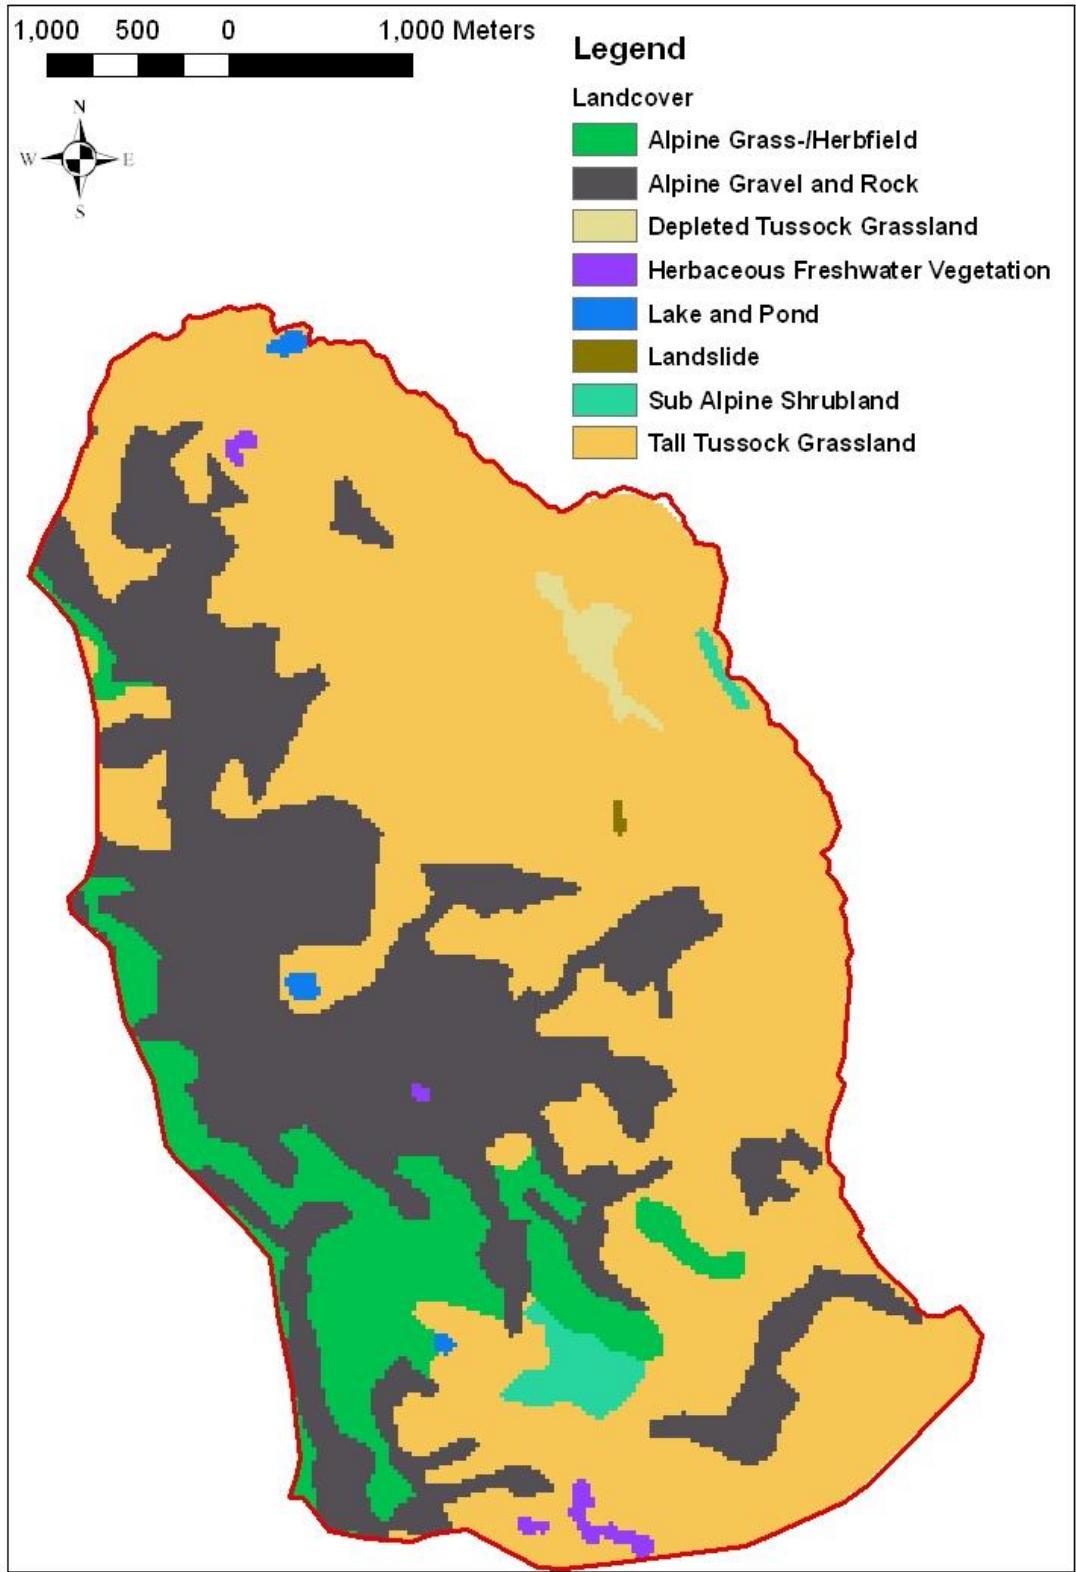 1,000 500 0 1,000 Meters
N
W E
S
Legend
Landcover
Alpine Grass-/Herbfield
Alpine Gravel and Rock
Depleted Tussock Grassland
Herbaceous Freshwater Vegetation
Lake and Pond
Landslide
Sub Alpine Shrubland
Tall Tussock Grassland